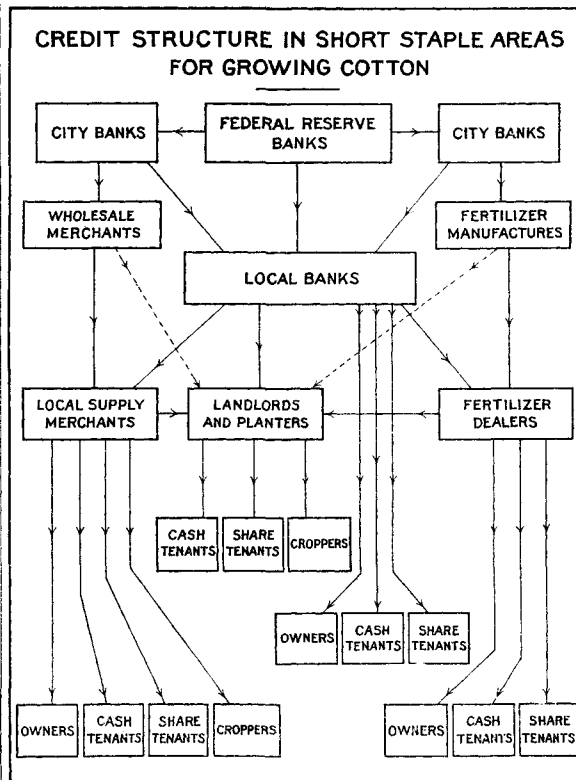 CREDIT STRUCTURE IN SHORT STAPLE AREAS
FOR GROWING COTTON
CITY BANKS
FEDERAL RESERVE
BANKS
CITY BANKS
WHOLESALE
MERCHANTS
FERTILIZER
MANUFACTURES
LOCAL BANKS
LOCAL SUPPLY
MERCHANTS
LANDLORDS
AND PLANTERS
FERTILIZER
DEALERS
CASH
TENANTS
SHARE
TENANTS
CROPPERS
OWNERS
CASH
TENANTS
SHARE
TENANTS
OWNERS
CASH
TENANTS
SHARE
TENANTS
CROPPERS
OWNERS
CASH
TENANTS
SHARE
TENANTS